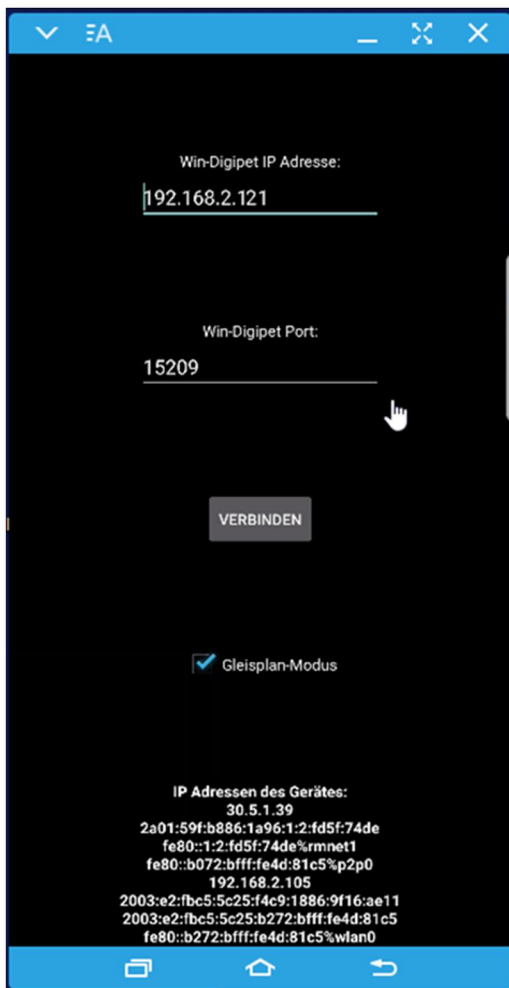 Win-Digipet IP Adresse:
192.168.2.121
Win-Digipet Port:
15209
VERBINDEN
Gleisplan-Modus
IP Adressen des Gerätes:
30.5.1.39
2a01:59f:b886:1a96:1:2:fd5f:74de
fe80::1:2:fd5f:74de%rmnet1
fe80::b072:bfff:fe4d:81c5%p2p0
192.168.2.105
2003:e2:fbc5:5c25:f4c9:1886:9f16:ae11
2003:e2:fbc5:5c25:b272:bfff:fe4d:81c5
fe80::b272:bfff:fe4d:81c5%wlan0